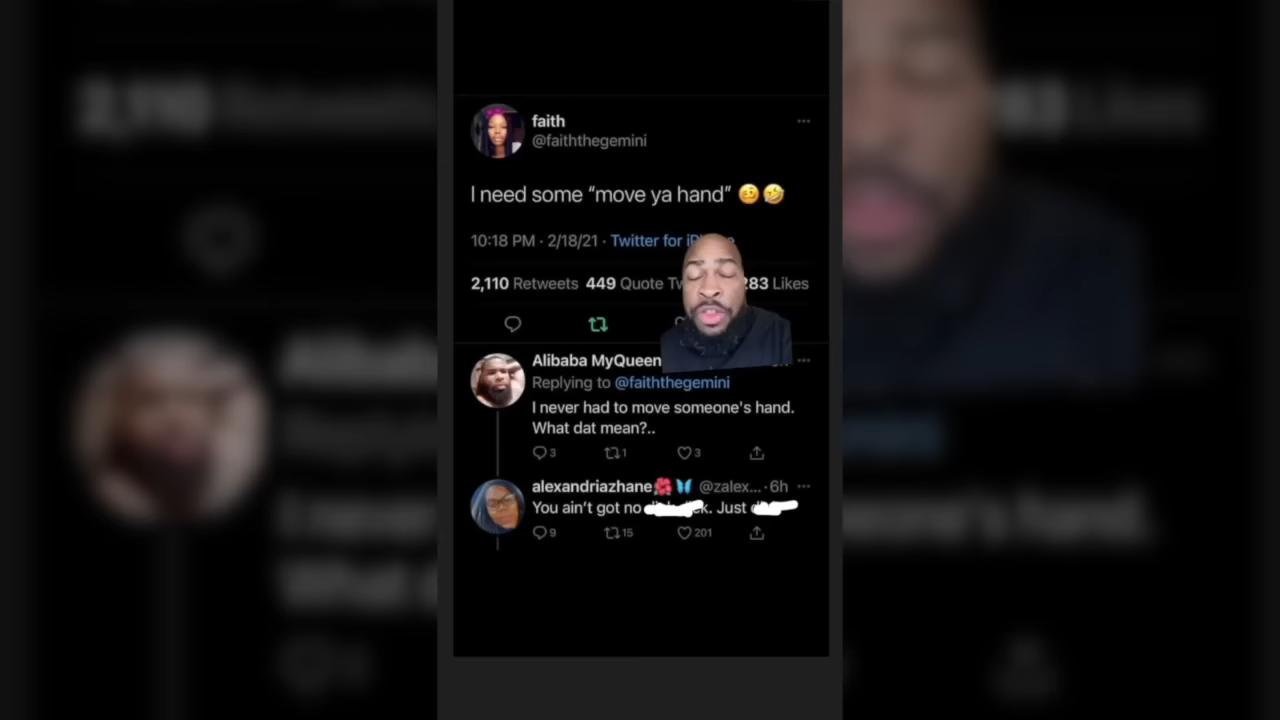 faith
@faiththegemini
I need some “move ya hand” 🥴🤣
10:18 PM · 2/18/21 · Twitter for
2,110 Retweets 449 Quote 283 Likes
Alibaba MyQueen
Replying to @faiththegemini
I never had to move someone's hand.
What dat mean?..
3 1 3
alexandriazhane🌺🦋 @zalex... · 6h
You ain't got no . Just
9 15 201
2,110